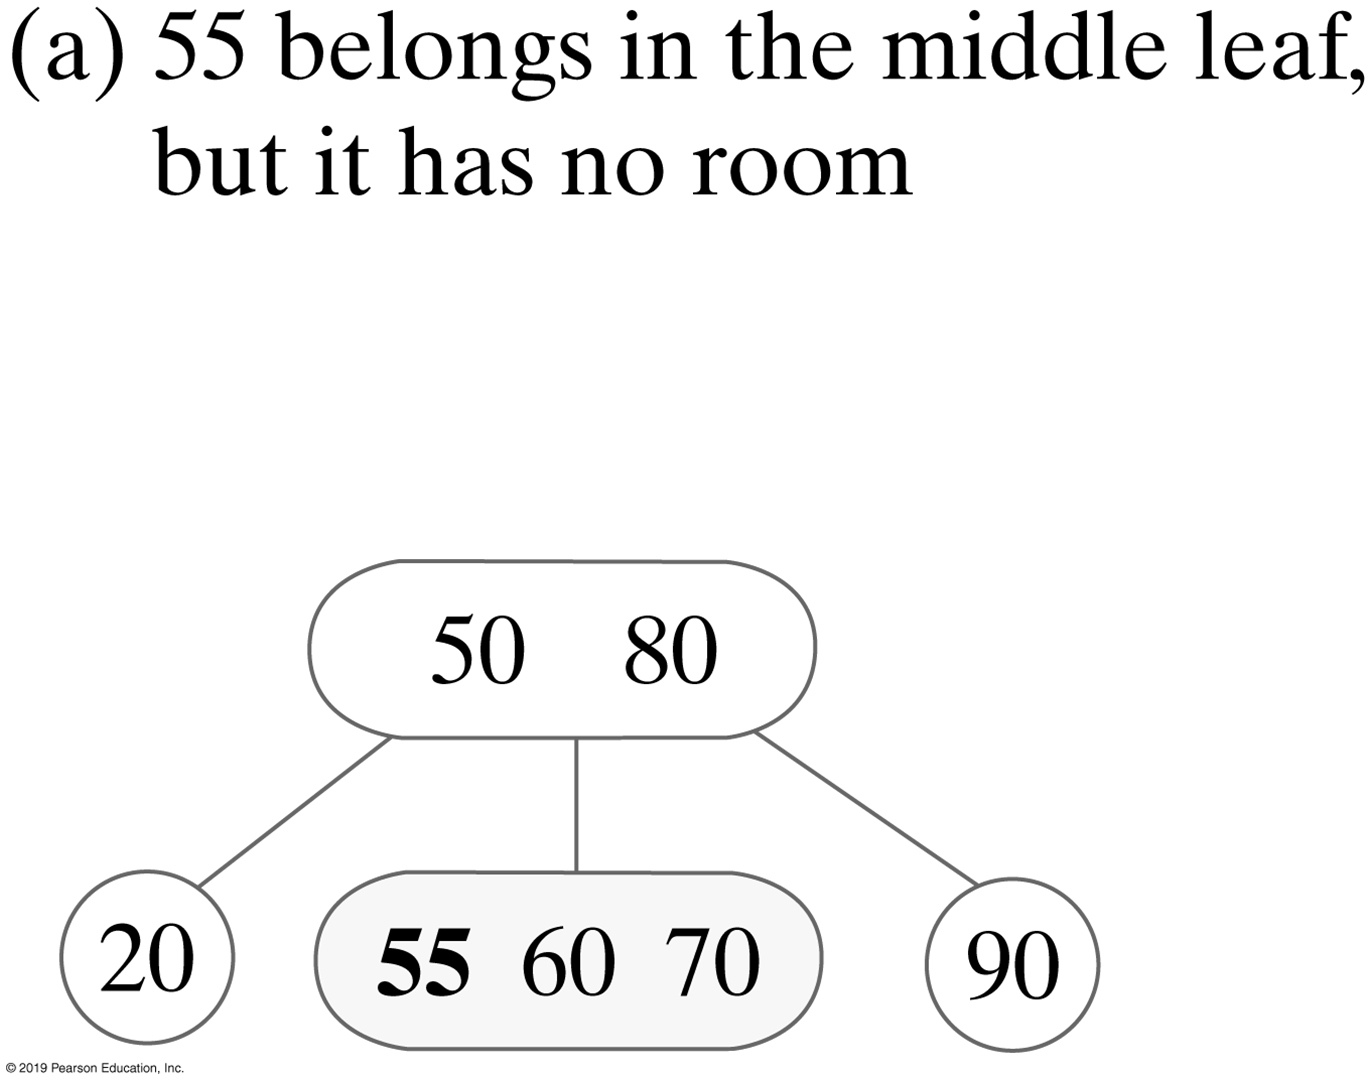 (a) 55 belongs in the middle leaf,
but it has no room
50 80
20 55 60 70 90
© 2019 Pearson Education, Inc.